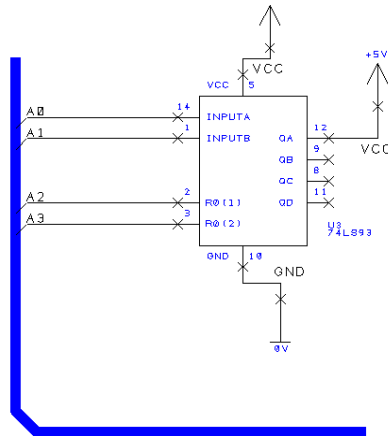 +5V
VCC
VCC 5
A0 14 INPUTA
A1 1 INPUTB QA 12
VCC
QB 9
QC 8
A2 2 R0(1) QD 11
A3 3 R0(2)
U3
74LS93
GND 10
GND
0V